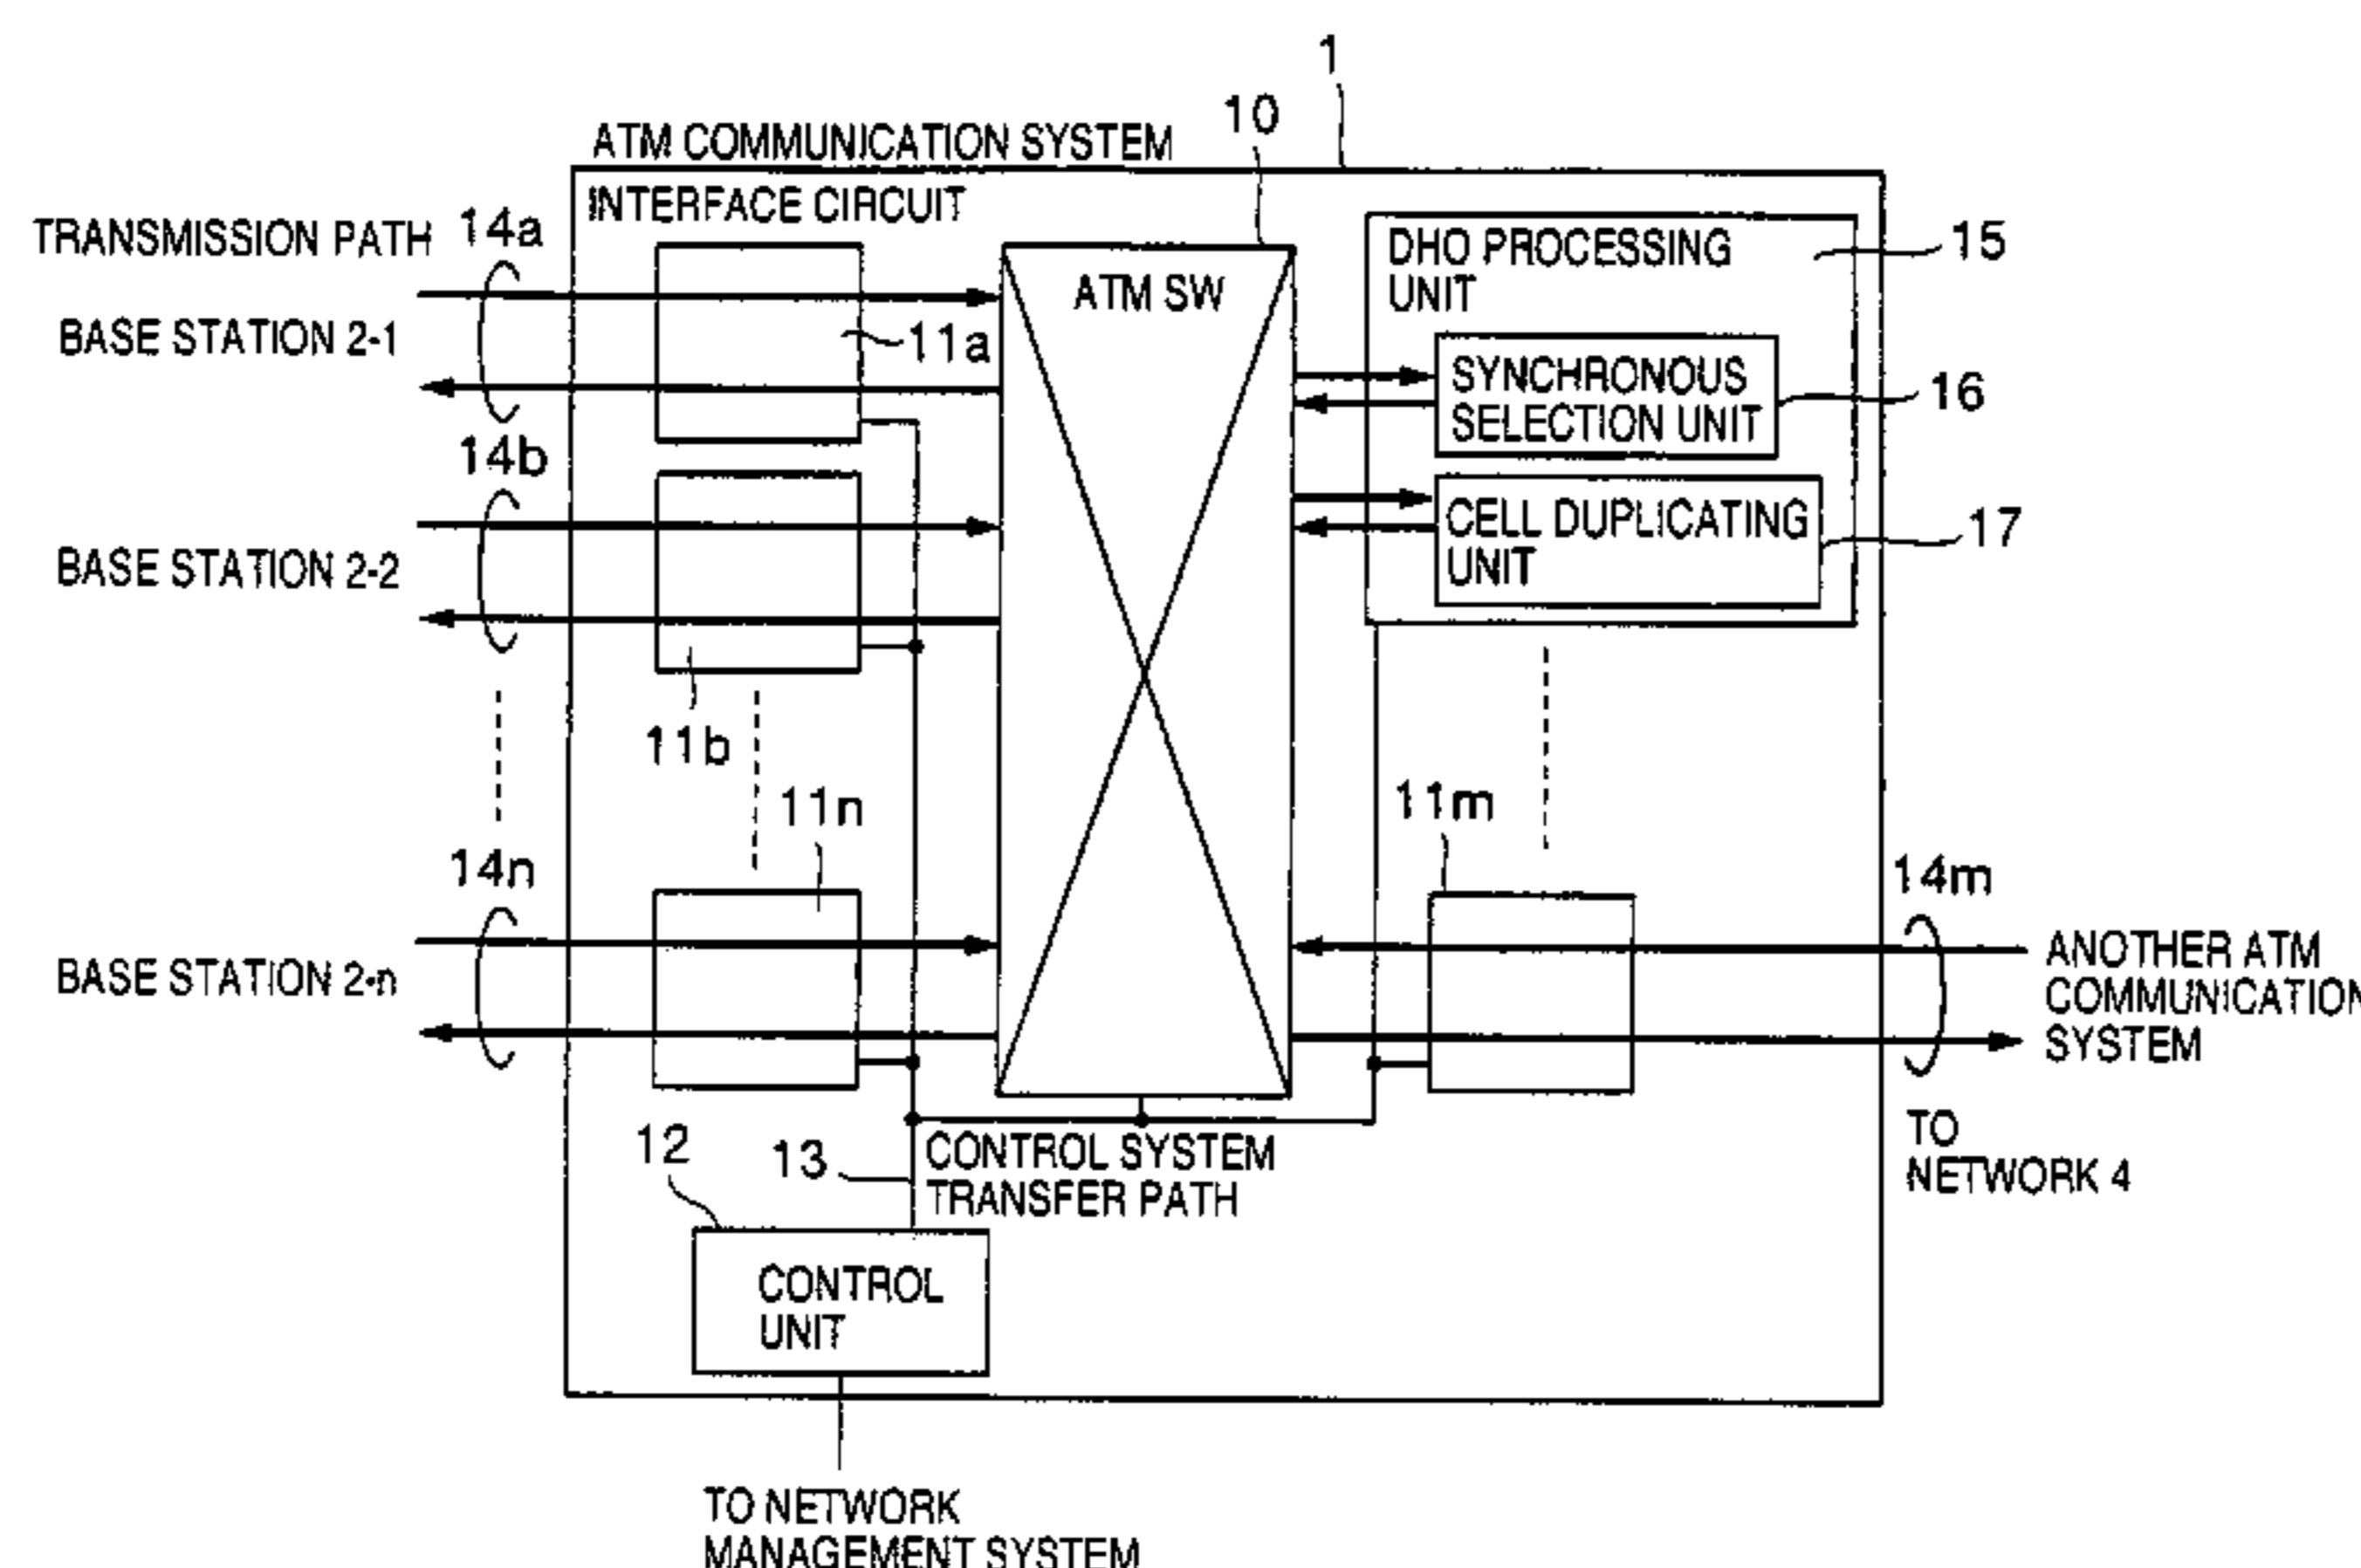 1
10
ATM COMMUNICATION SYSTEM
INTERFACE CIRCUIT
TRANSMISSION PATH
14a
BASE STATION 2-1
11a
ATM SW
DHO PROCESSING
UNIT
15
SYNCHRONOUS
SELECTION UNIT
16
14b
BASE STATION 2-2
11b
CELL DUPLICATING
UNIT
17
11n
11m
14n
BASE STATION 2-n
14m
ANOTHER ATM
COMMUNICATION
SYSTEM
TO
NETWORK 4
12
13
CONTROL SYSTEM
TRANSFER PATH
CONTROL
UNIT
TO NETWORK
MANAGEMENT SYSTEM